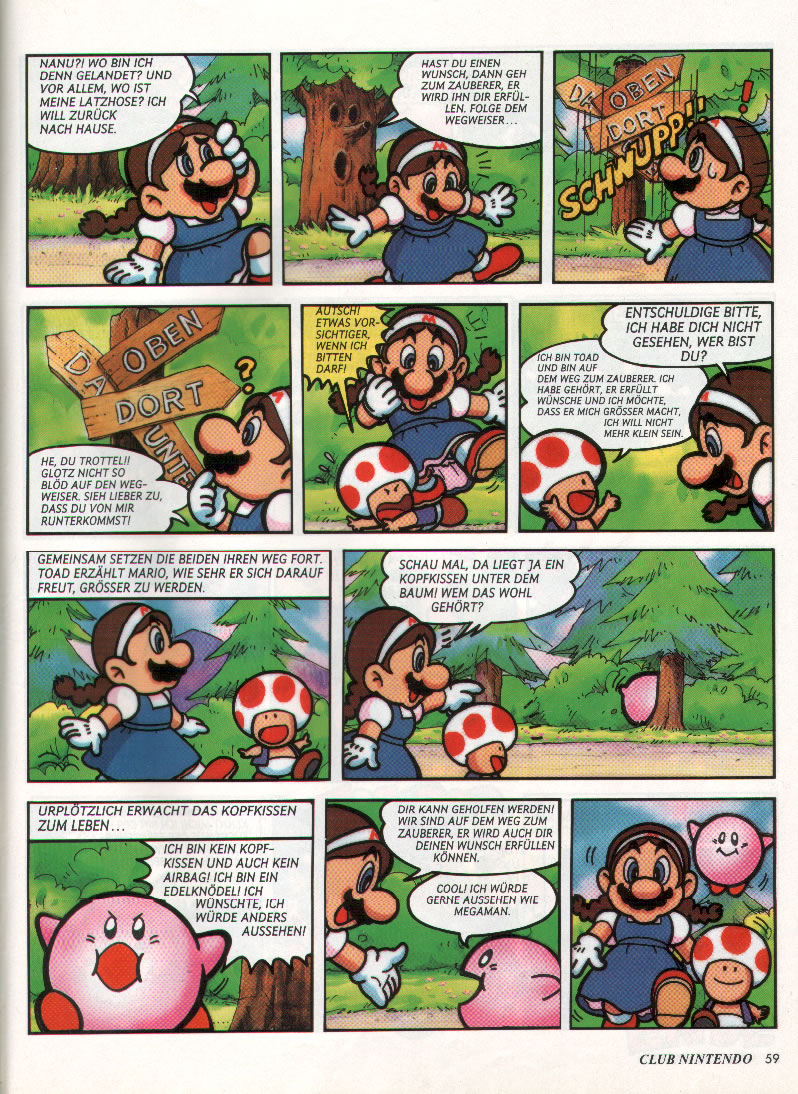 NANU?! WO BIN ICH
DENN GELANDET? UND
VOR ALLEM, WO IST
MEINE LATZHOSE? ICH
WILL ZURÜCK
NACH HAUSE.
HAST DU EINEN
WUNSCH, DANN GEH
ZUM ZAUBERER, ER
WIRD IHN DIR ERFÜL-
LEN. FOLGE DEM
WEGWEISER...
M
DA
OBEN
DORT
SCHWUPP!!
!
OBEN
DA
DORT
UNTE
?
HE, DU TROTTEL!!
GLOTZ NICHT SO
BLÖD AUF DEN WEG-
WEISER. SIEH LIEBER ZU,
DASS DU VON MIR
RUNTERKOMMST!
AUTSCH!
ETWAS VOR-
SICHTIGER,
WENN ICH
BITTEN
DARF!
ENTSCHULDIGE BITTE,
ICH HABE DICH NICHT
GESEHEN, WER BIST
DU?
ICH BIN TOAD
UND BIN AUF
DEM WEG ZUM ZAUBERER. ICH
HABE GEHÖRT, ER ERFÜLLT
WÜNSCHE UND ICH MÖCHTE,
DASS ER MICH GRÖSSER MACHT,
ICH WILL NICHT
MEHR KLEIN SEIN.
GEMEINSAM SETZEN DIE BEIDEN IHREN WEG FORT.
TOAD ERZÄHLT MARIO, WIE SEHR ER SICH DARAUF
FREUT, GRÖSSER ZU WERDEN.
SCHAU MAL, DA LIEGT JA EIN
KOPFKISSEN UNTER DEM
BAUM! WEM DAS WOHL
GEHÖRT?
URPLÖTZLICH ERWACHT DAS KOPFKISSEN
ZUM LEBEN...
ICH BIN KEIN KOPF-
KISSEN UND AUCH KEIN
AIRBAG! ICH BIN EIN
EDELKNÖDEL! ICH
WÜNSCHTE, ICH
WÜRDE ANDERS
AUSSEHEN!
DIR KANN GEHOLFEN WERDEN!
WIR SIND AUF DEM WEG ZUM
ZAUBERER, ER WIRD AUCH DIR
DEINEN WUNSCH ERFÜLLEN
KÖNNEN.
COOL! ICH WÜRDE
GERNE AUSSEHEN WIE
MEGAMAN.
CLUB NINTENDO 59